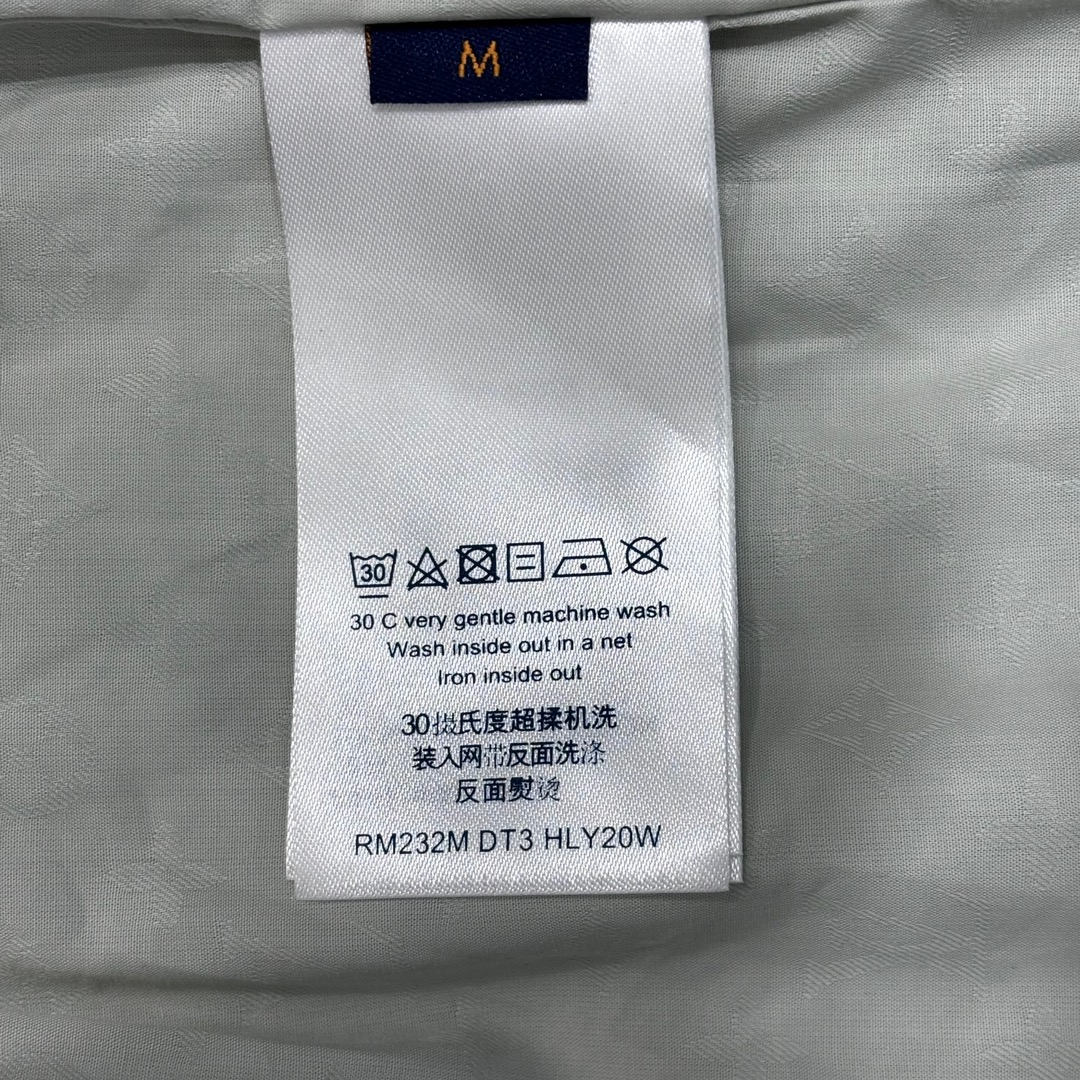 M
30
30 C very gentle machine wash
Wash inside out in a net
Iron inside out
30摄氏度超揉机洗
装入网带反面洗涤
反面熨烫
RM232M DT3 HLY20W